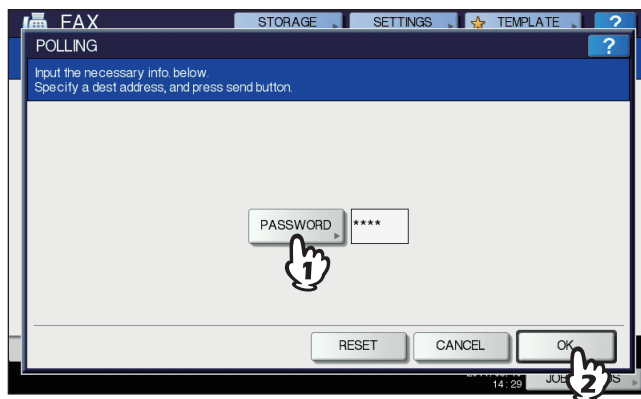 FAX
STORAGE
SETTINGS
TEMPLATE
?
POLLING
?
Input the necessary info. below.
Specify a dest address, and press send button.
PASSWORD
****
1
RESET
CANCEL
OK
2
14:29